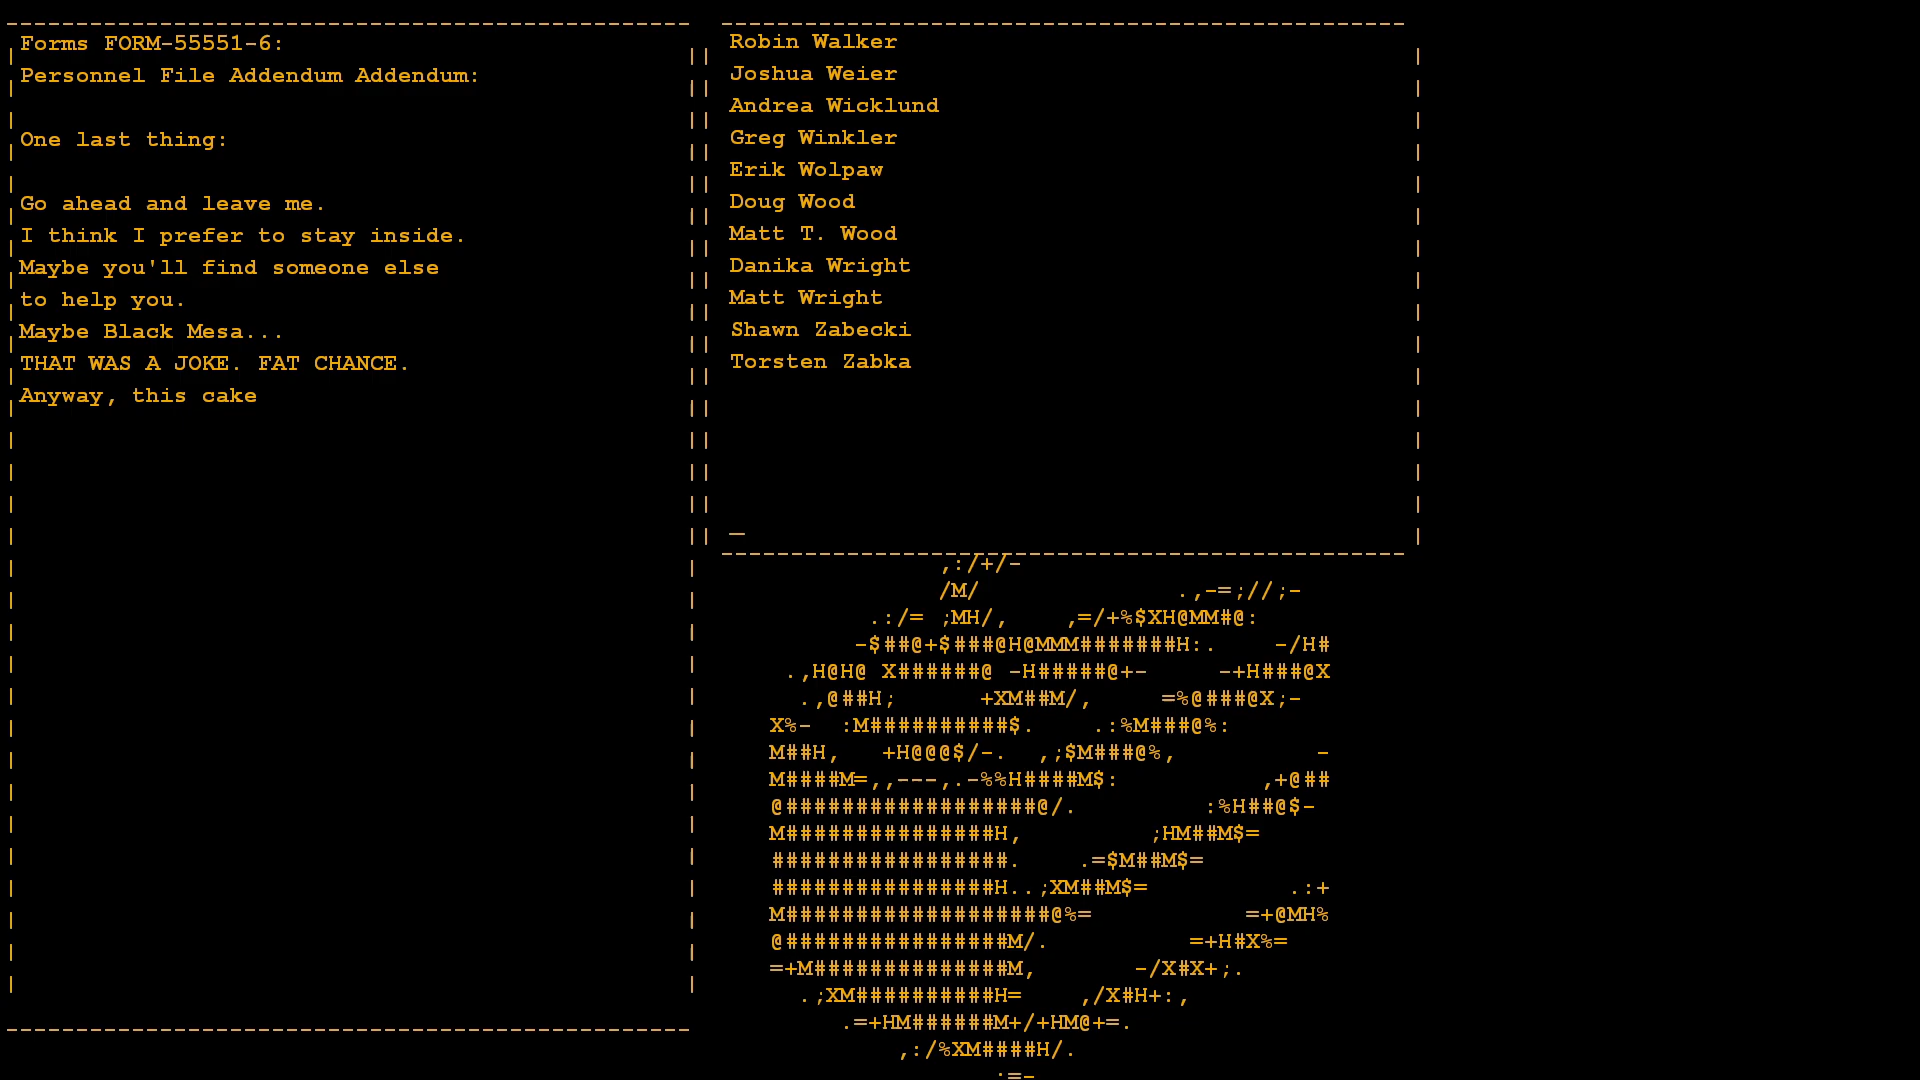 Forms FORM-55551-6:
Personnel File Addendum Addendum:
One last thing:
Go ahead and leave me.
I think I prefer to stay inside.
Maybe you'll find someone else
to help you.
Maybe Black Mesa...
THAT WAS A JOKE. FAT CHANCE.
Anyway, this cake
Robin Walker
Joshua Weier
Andrea Wicklund
Greg Winkler
Erik Wolpaw
Doug Wood
Matt T. Wood
Danika Wright
Matt Wright
Shawn Zabecki
Torsten Zabka